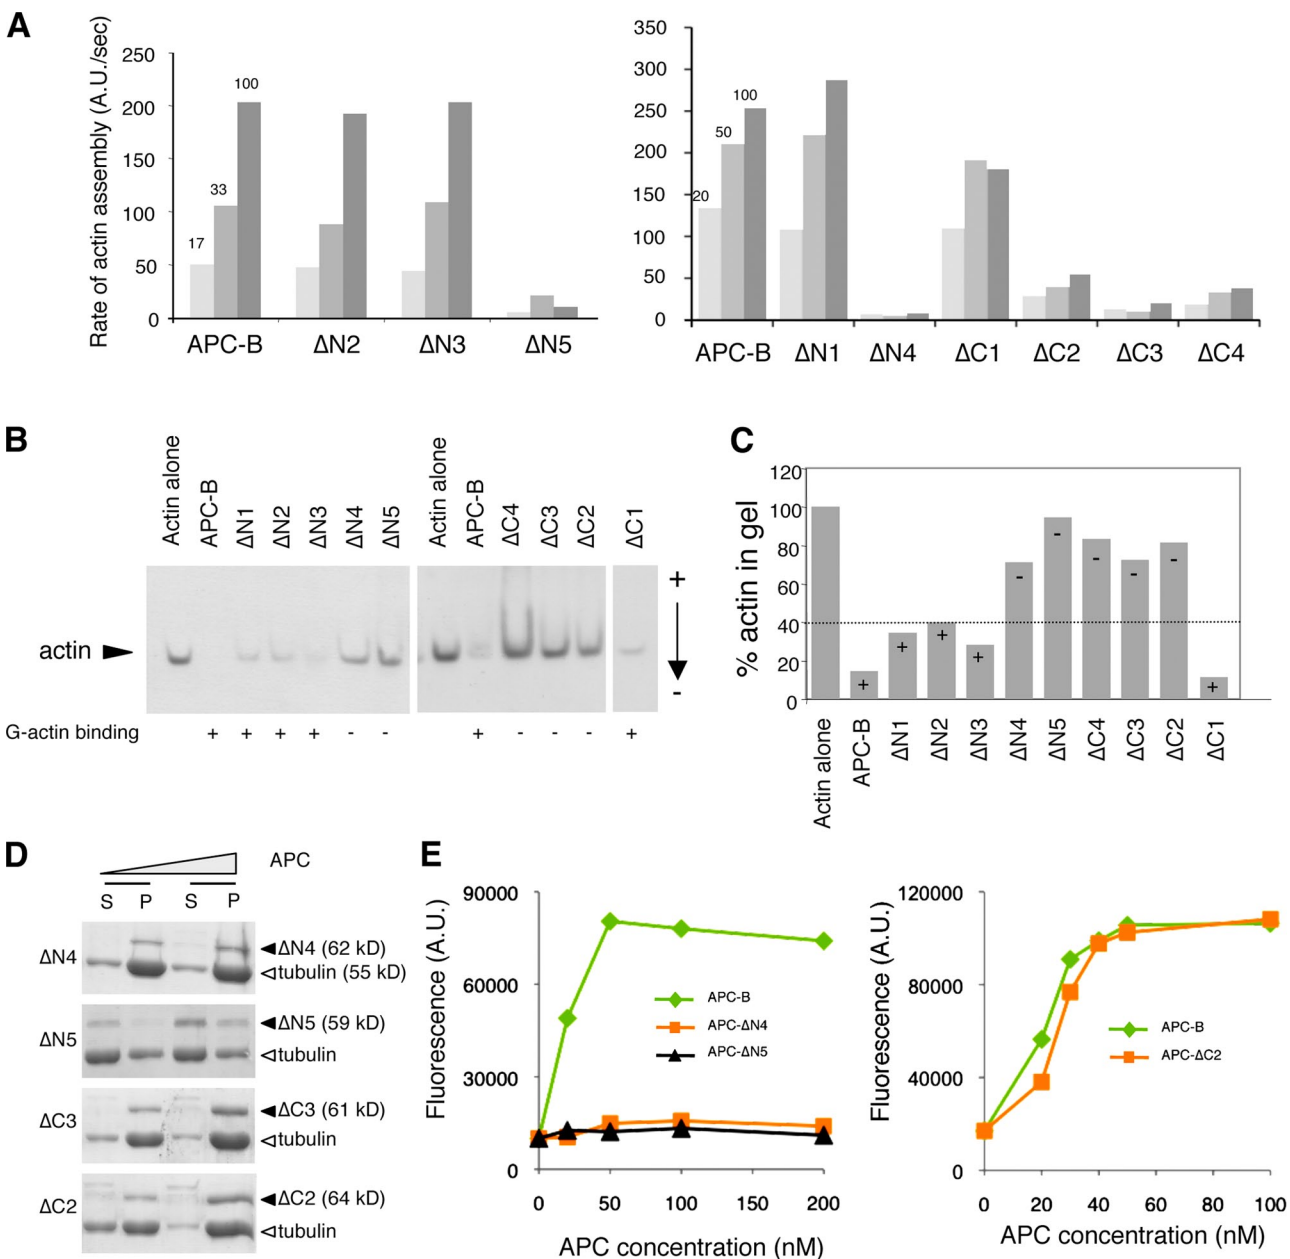 A
Rate of actin assembly (A.U./sec)
250
200
150
100
50
0
17
33
100
APC-B
ΔN2
ΔN3
ΔN5
350
300
250
200
150
100
50
0
20
50
100
APC-B
ΔN1
ΔN4
ΔC1
ΔC2
ΔC3
ΔC4
B
Actin alone
APC-B
ΔN1
ΔN2
ΔN3
ΔN4
ΔN5
Actin alone
APC-B
ΔC4
ΔC3
ΔC2
ΔC1
actin
+
-
G-actin binding + + + + - - + - - - +
C
% actin in gel
120
100
80
60
40
20
0
+
+
+
+
-
-
-
-
-
+
Actin alone
APC-B
ΔN1
ΔN2
ΔN3
ΔN4
ΔN5
ΔC4
ΔC3
ΔC2
ΔC1
D
APC
S P S P
ΔN4
ΔN4 (62 kD)
tubulin (55 kD)
ΔN5
ΔN5 (59 kD)
tubulin
ΔC3
ΔC3 (61 kD)
tubulin
ΔC2
ΔC2 (64 kD)
tubulin
E
Fluorescence (A.U.)
90000
60000
30000
0
APC-B
APC-ΔN4
APC-ΔN5
0 50 100 150 200
APC concentration (nM)
Fluorescence (A.U.)
120000
80000
40000
0
APC-B
APC-ΔC2
0 20 40 60 80 100
APC concentration (nM)